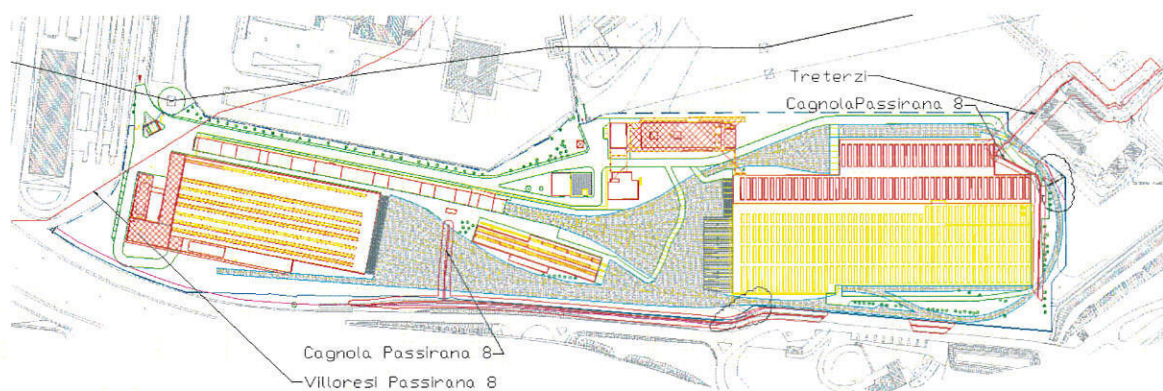 Treterzi
CagnolaPassirana 8
Cagnola Passirana 8
Villoresi Passirana 8